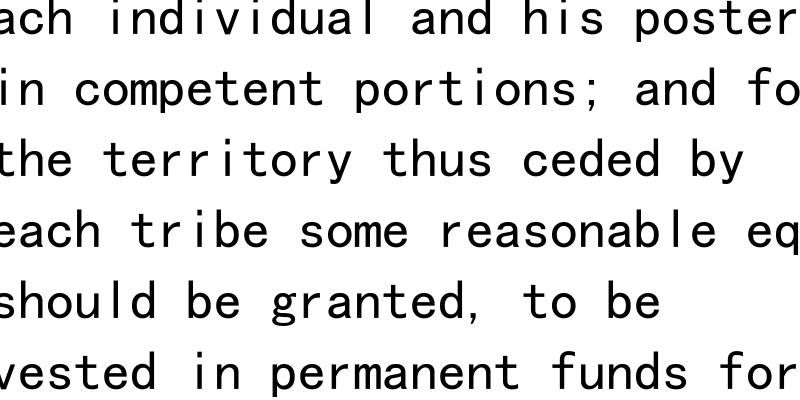 ach individual and his poster
in competent portions; and fo
the territory thus ceded by
each tribe some reasonable eq
should be granted, to be
vested in permanent funds for